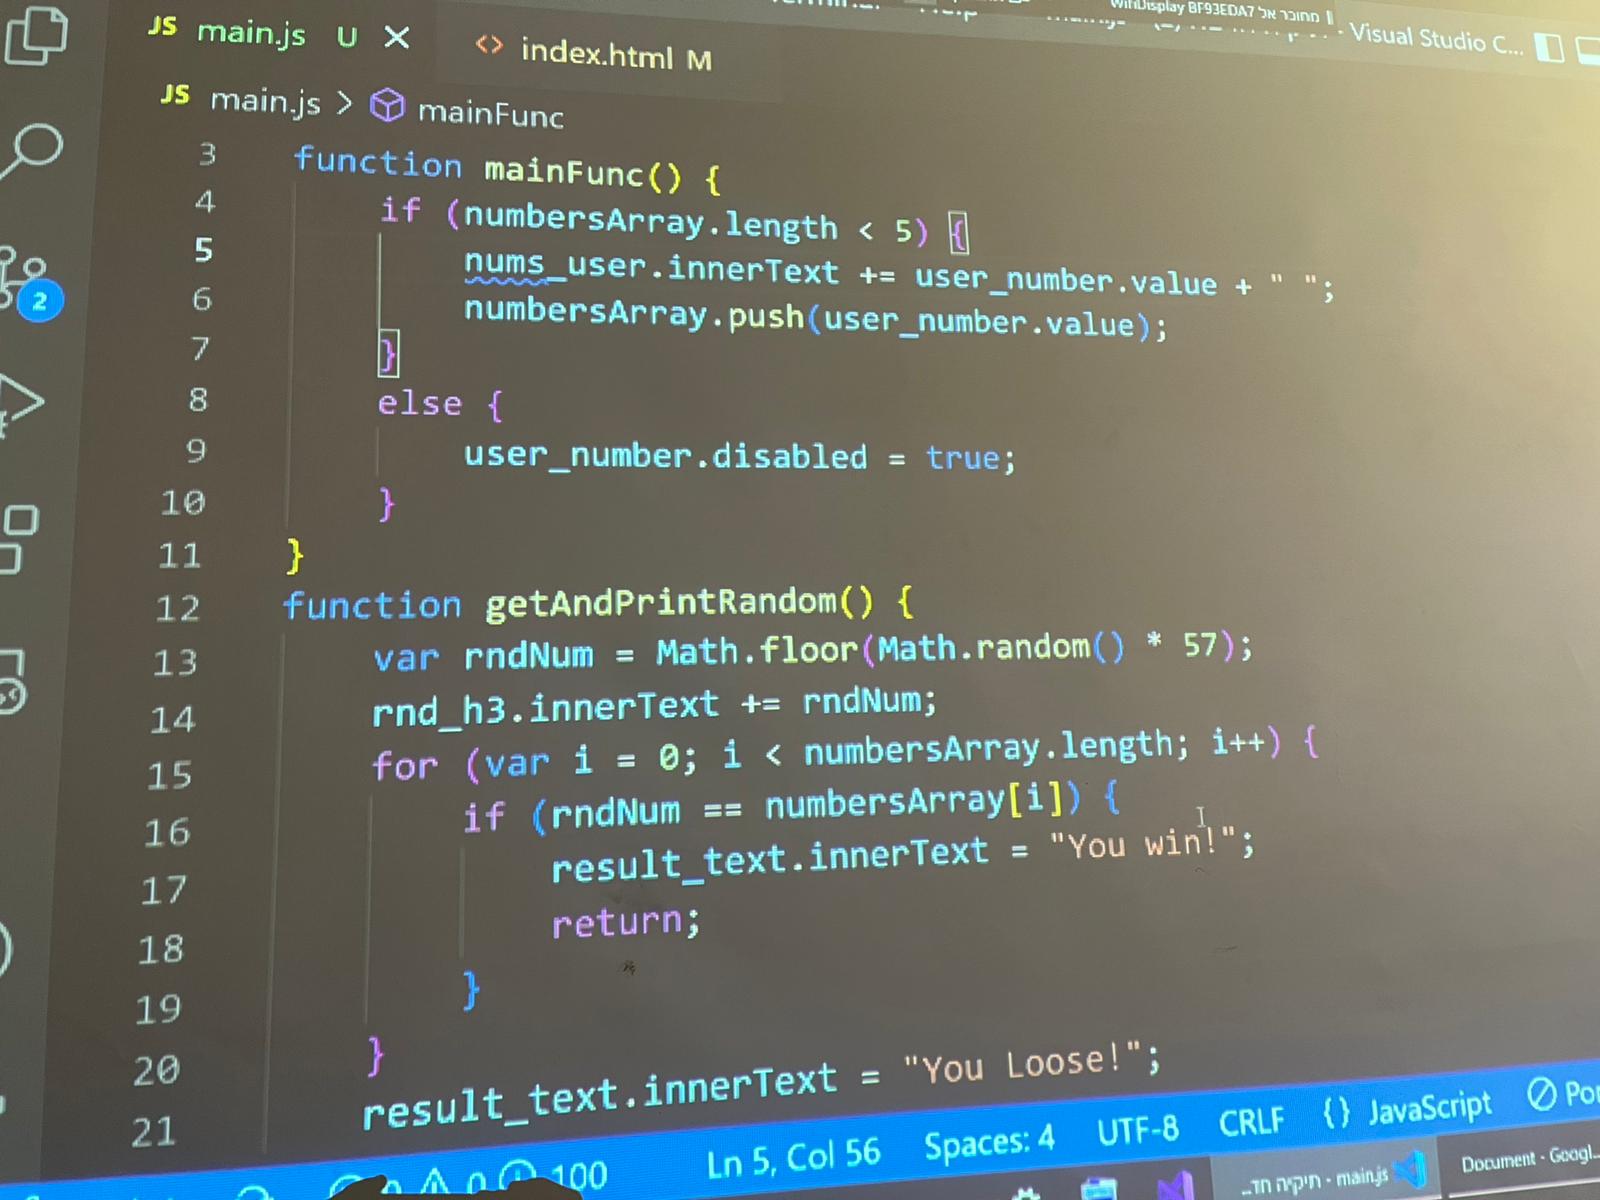 WinDisplay BF93EDA7 מחובר אל
Help
Visual Studio C...
JS main.js U X <> index.html M
JS main.js > mainFunc
3 function mainFunc() {
4 if (numbersArray.length < 5) {
5 nums_user.innerText += user_number.value + " ";
6 numbersArray.push(user_number.value);
7 }
8 else {
9 user_number.disabled = true;
10 }
11 }
12 function getAndPrintRandom() {
13 var rndNum = Math.floor(Math.random() * 57);
14 rnd_h3.innerText += rndNum;
15 for (var i = 0; i < numbersArray.length; i++) {
16 if (rndNum == numbersArray[i]) {
17 result_text.innerText = "You win!";
18 return;
19 }
20 }
21 result_text.innerText = "You Loose!";
2
0 0 100 Ln 5, Col 56 Spaces: 4 UTF-8 CRLF {} JavaScript Por
main.js - תיקיה חד... Document - Googl...